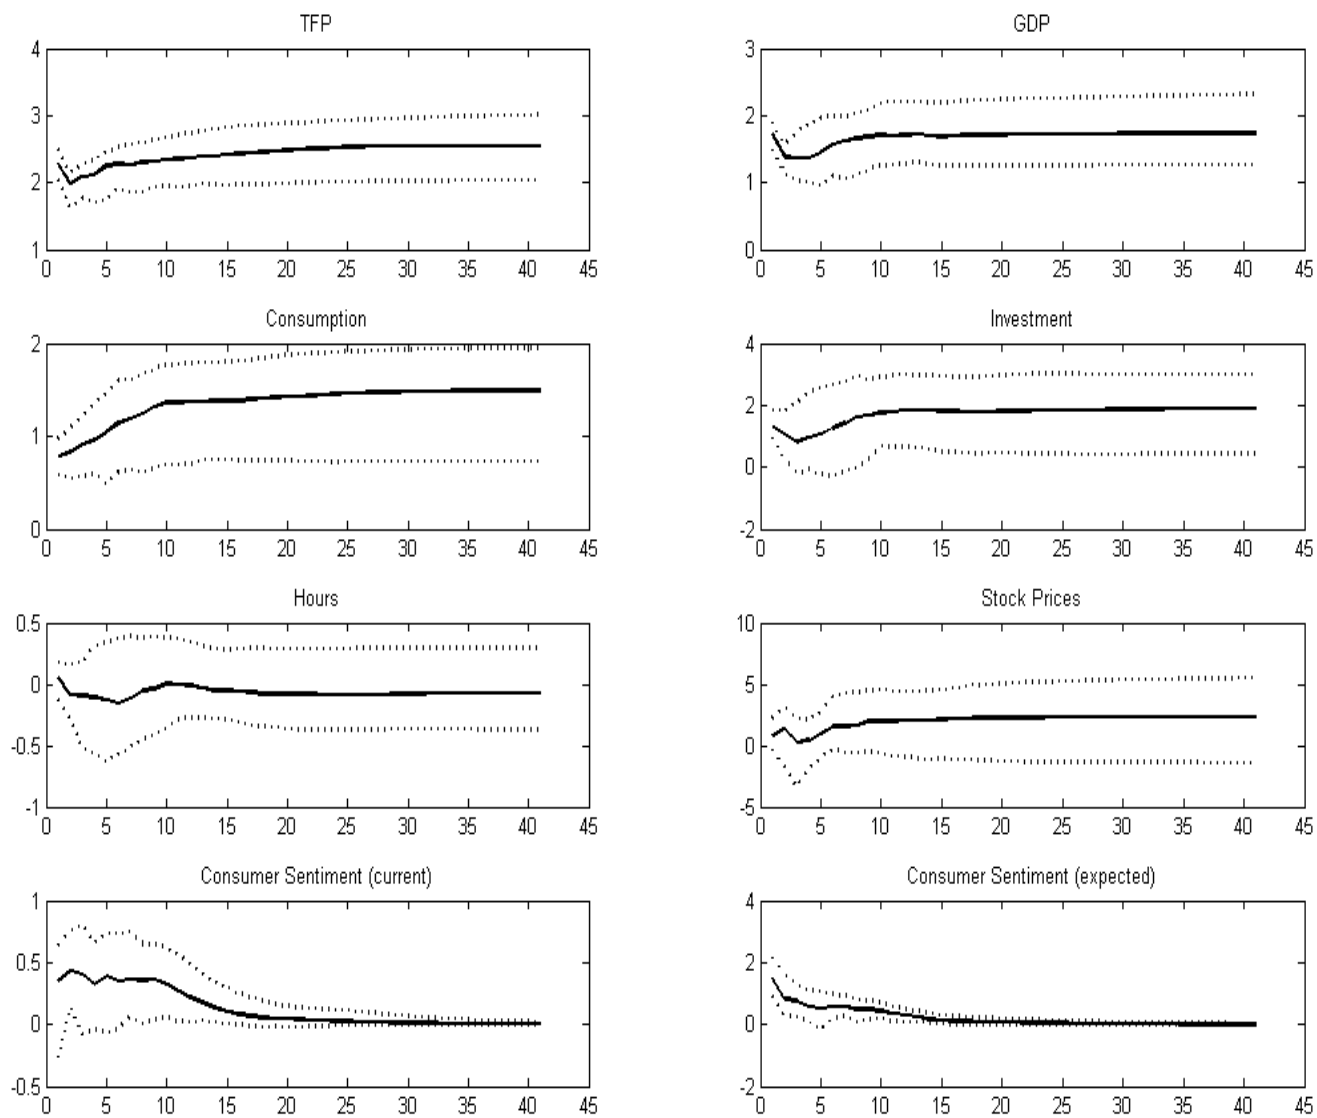 TFP
4
3
2
1
0 5 10 15 20 25 30 35 40 45
GDP
3
2
1
0
0 5 10 15 20 25 30 35 40 45
Consumption
2
1
0
0 5 10 15 20 25 30 35 40 45
Investment
4
2
0
-2
0 5 10 15 20 25 30 35 40 45
Hours
0.5
0
-0.5
-1
0 5 10 15 20 25 30 35 40 45
Stock Prices
10
5
0
-5
0 5 10 15 20 25 30 35 40 45
Consumer Sentiment (current)
1
0.5
0
-0.5
0 5 10 15 20 25 30 35 40 45
Consumer Sentiment (expected)
4
2
0
-2
0 5 10 15 20 25 30 35 40 45